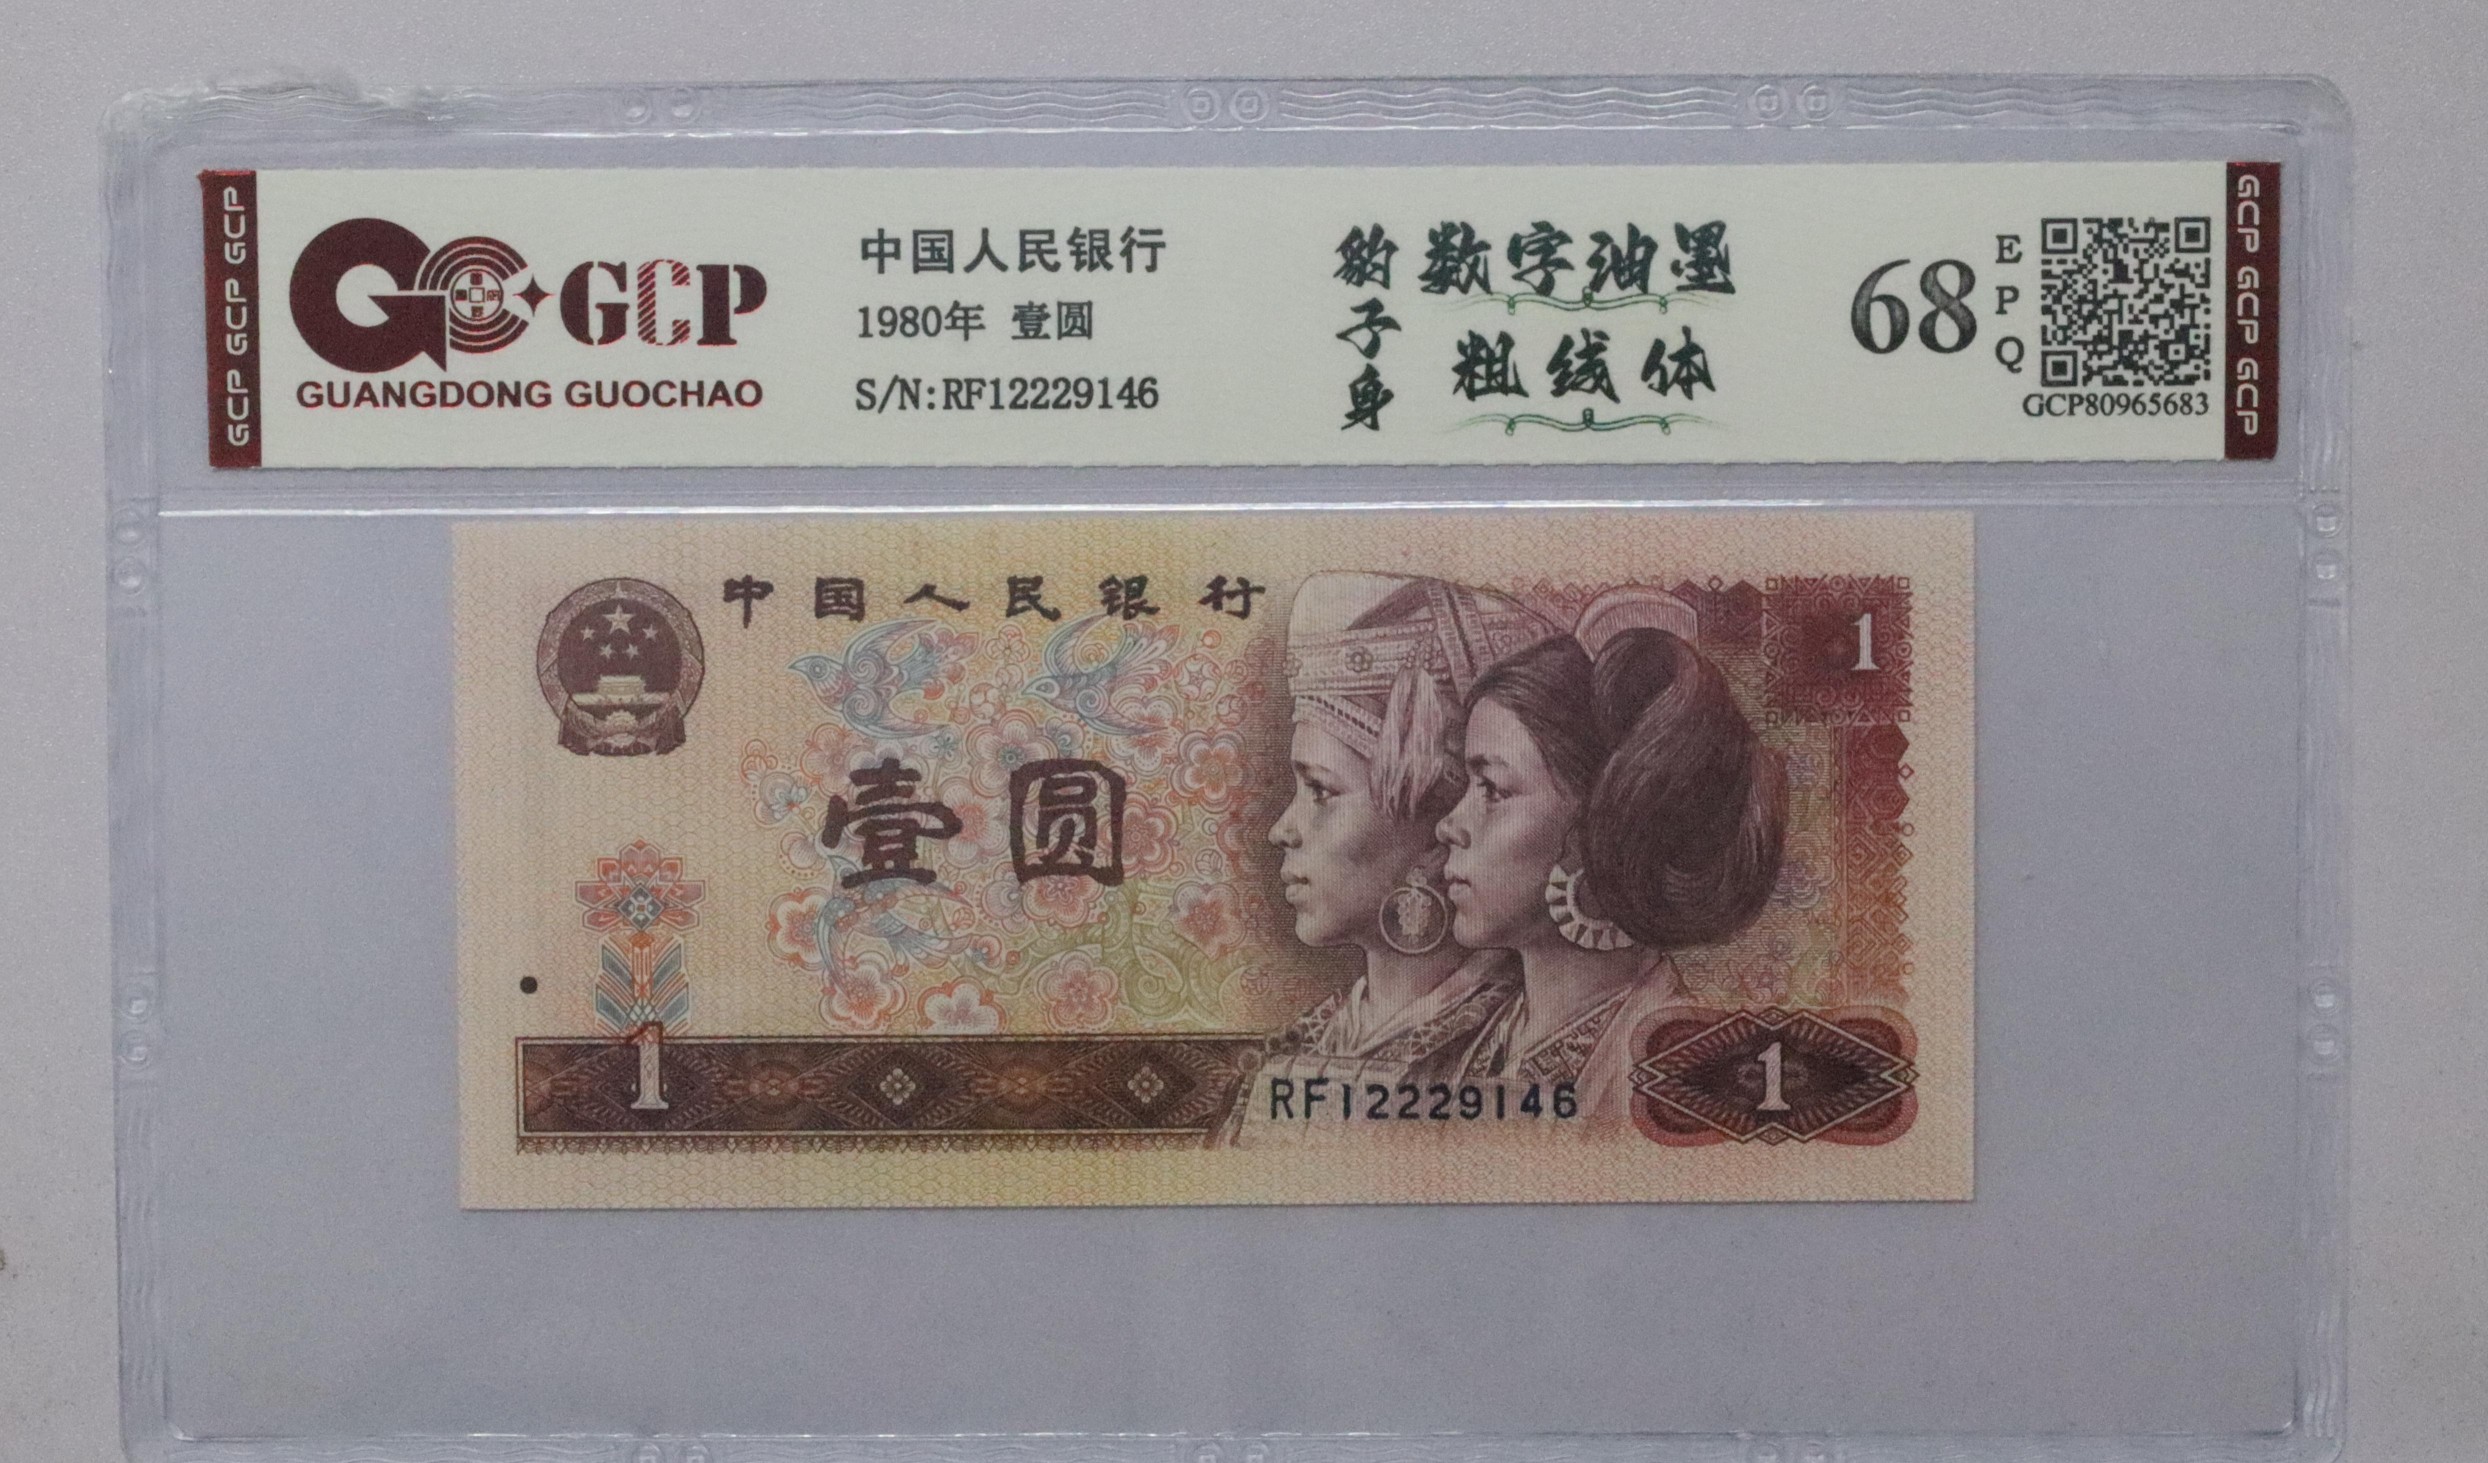 GCP GCP GCP
GCP
GUANGDONG GUOCHAO
中国人民银行
1980年 壹圆
S/N:RF12229146
豹子身
数字油墨
粗线体
68
EPQ
GCP80965683
GCP GCP GCP
中国人民银行
1
壹圆
1
RF12229146
1